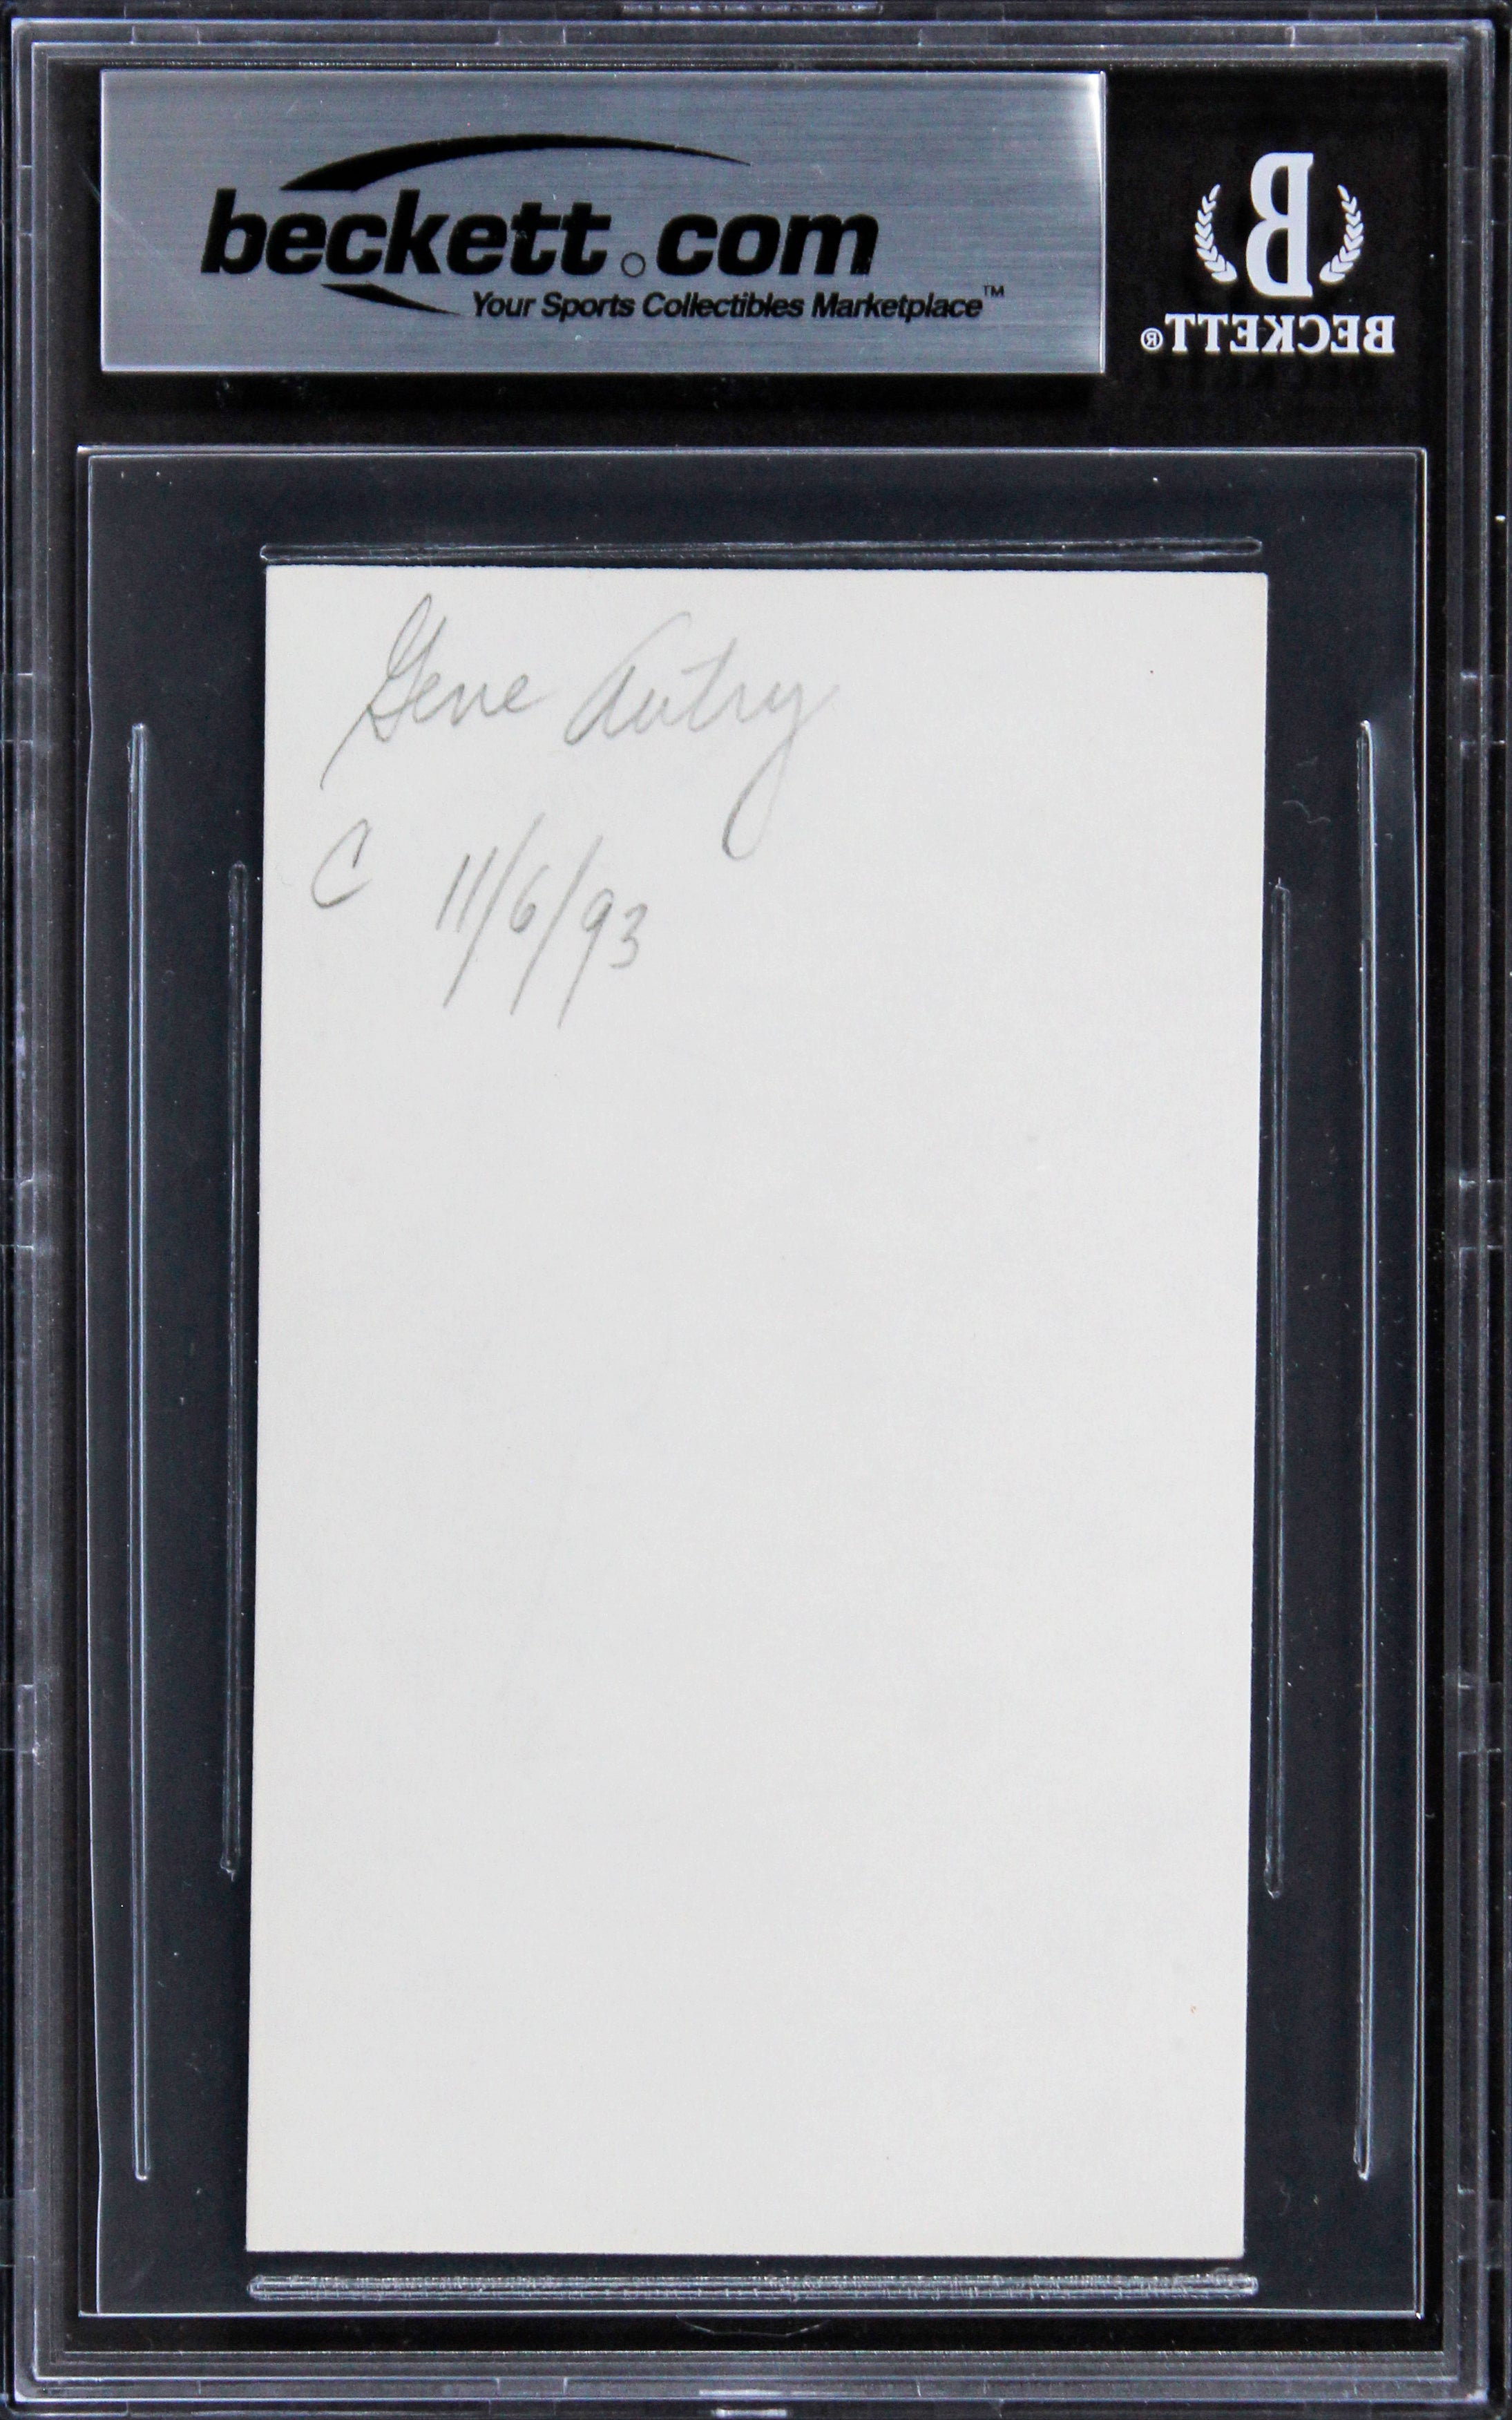 beckett.com
Your Sports Collectibles Marketplace™
B
BECKETT®
Gene Autry
C 11/6/93